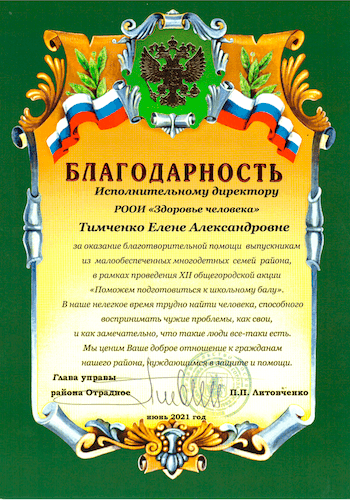 БЛАГОДАРНОСТЬ
Исполнительному директору
РООИ «Здоровье человека»
Тимченко Елене Александровне
за оказание благотворительной помощи выпускникам
из малообеспеченных многодетных семей района,
в рамках проведения XII общегородской акции
«Поможем подготовиться к школьному балу».
В наше нелегкое время трудно найти человека, способного
воспринимать чужие проблемы, как свои,
и как замечательно, что такие люди все-таки есть.
Мы ценим Ваше доброе отношение к гражданам
нашего района, нуждающимся в защите и помощи.
Глава управы
района Отрадное П.П. Литовченко
июнь 2021 год